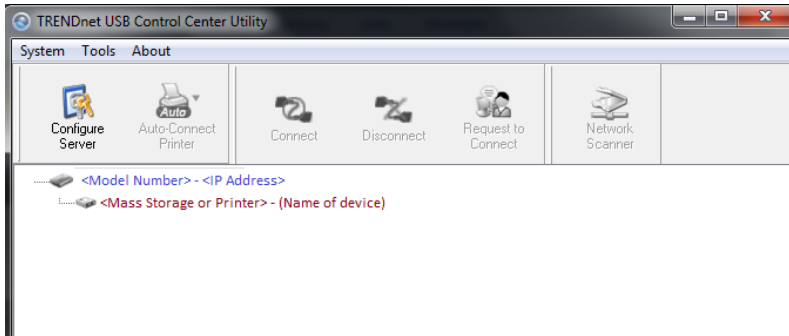 TRENDnet USB Control Center Utility
System Tools About
Configure Server
Auto
Auto-Connect Printer
Connect
Disconnect
Request to Connect
Network Scanner
<Model Number> - <IP Address>
<Mass Storage or Printer> - (Name of device)